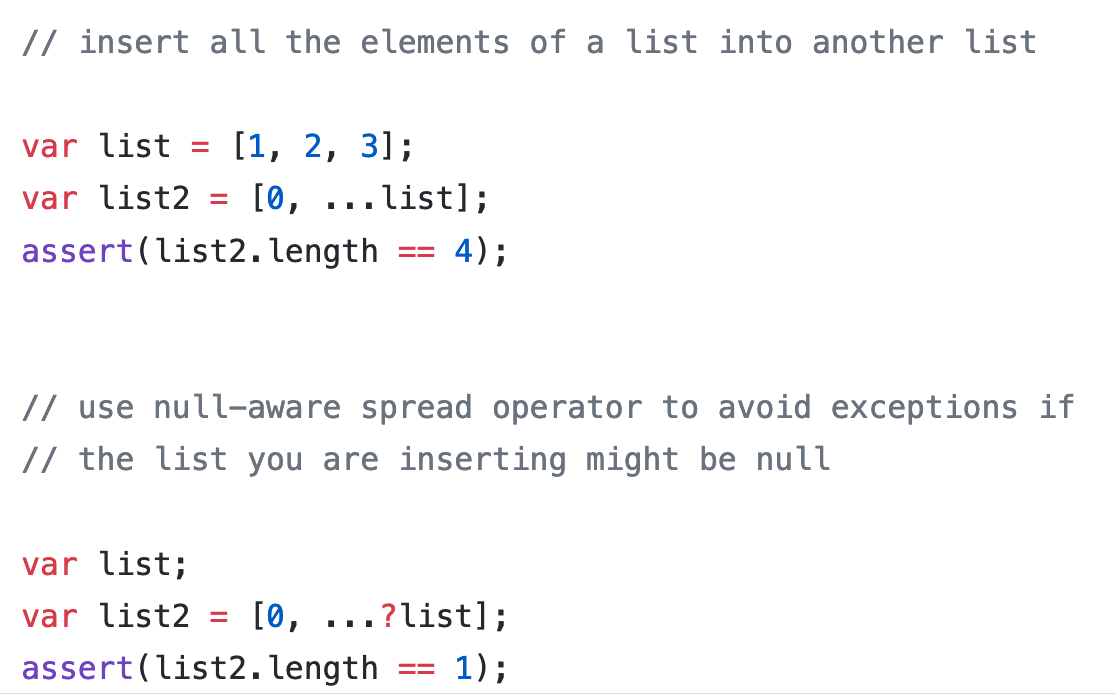 // insert all the elements of a list into another list
var list = [1, 2, 3];
var list2 = [0, ...list];
assert(list2.length == 4);
// use null-aware spread operator to avoid exceptions if
// the list you are inserting might be null
var list;
var list2 = [0, ...?list];
assert(list2.length == 1);